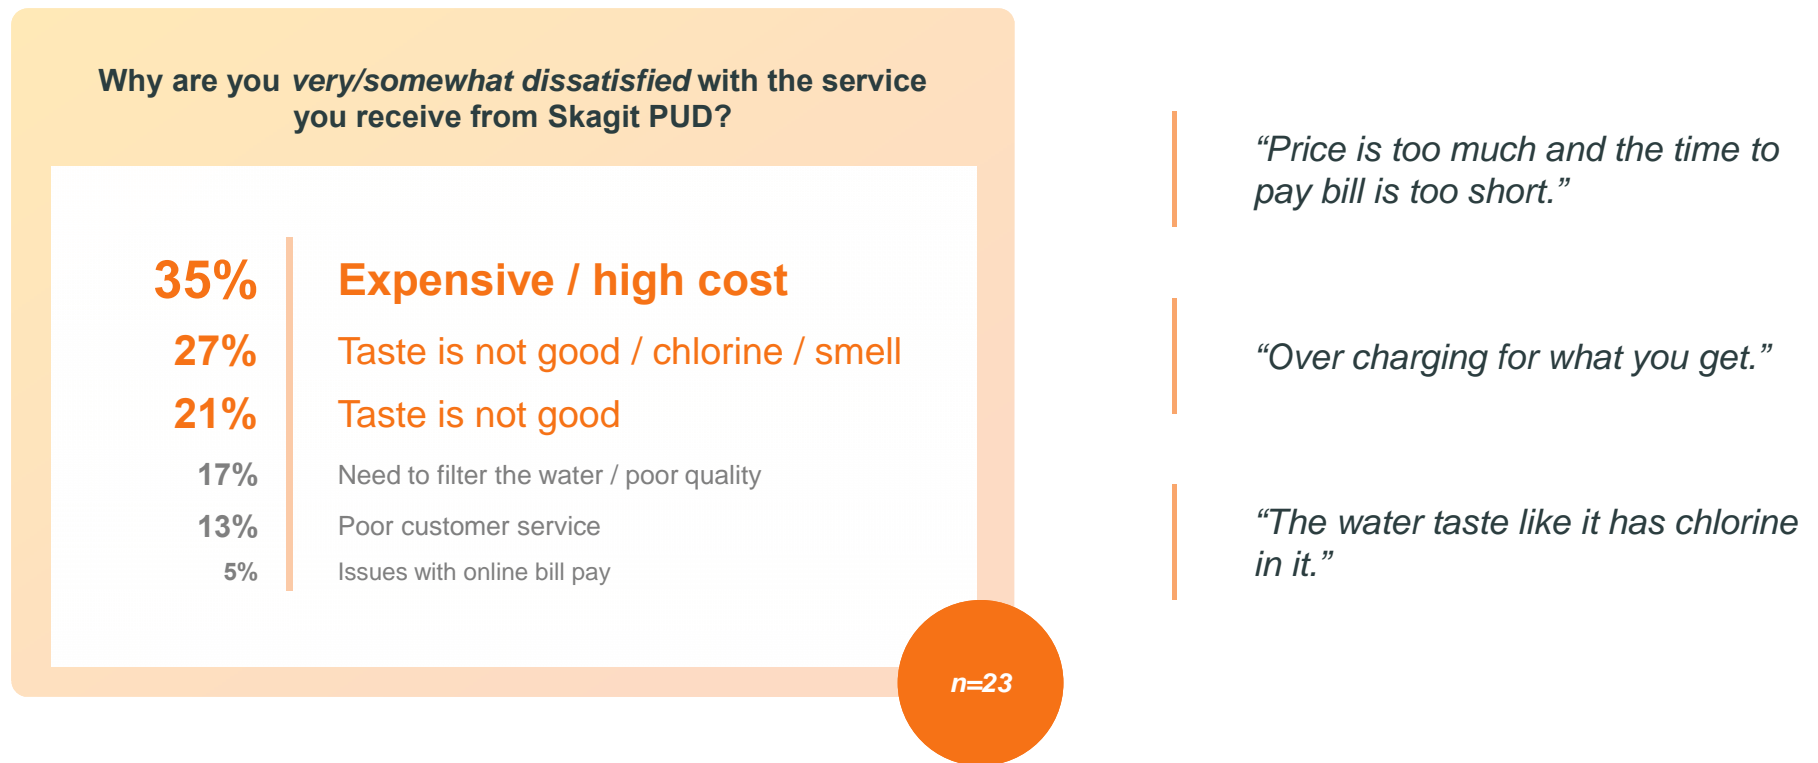 Why are you very/somewhat dissatisfied with the service
you receive from Skagit PUD?
35% Expensive / high cost
27% Taste is not good / chlorine / smell
21% Taste is not good
17% Need to filter the water / poor quality
13% Poor customer service
5% Issues with online bill pay
n=23
“Price is too much and the time to
pay bill is too short.”
“Over charging for what you get.”
“The water taste like it has chlorine
in it.”